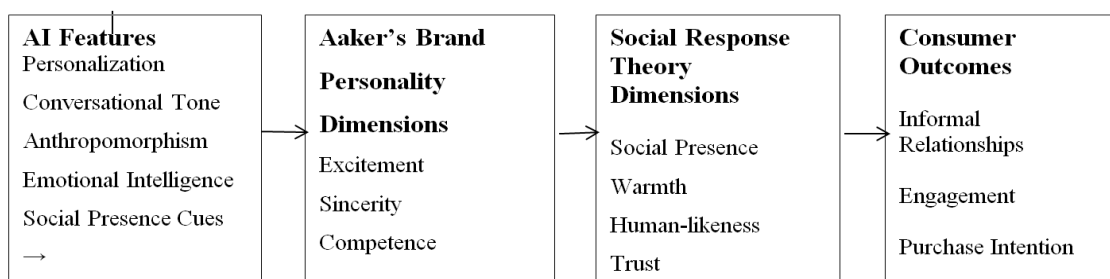 AI Features
Personalization
Conversational Tone
Anthropomorphism
Emotional Intelligence
Social Presence Cues
→
Aaker's Brand
Personality
Dimensions
Excitement
Sincerity
Competence
Social Response
Theory
Dimensions
Social Presence
Warmth
Human-likeness
Trust
Consumer
Outcomes
Informal
Relationships
Engagement
Purchase Intention